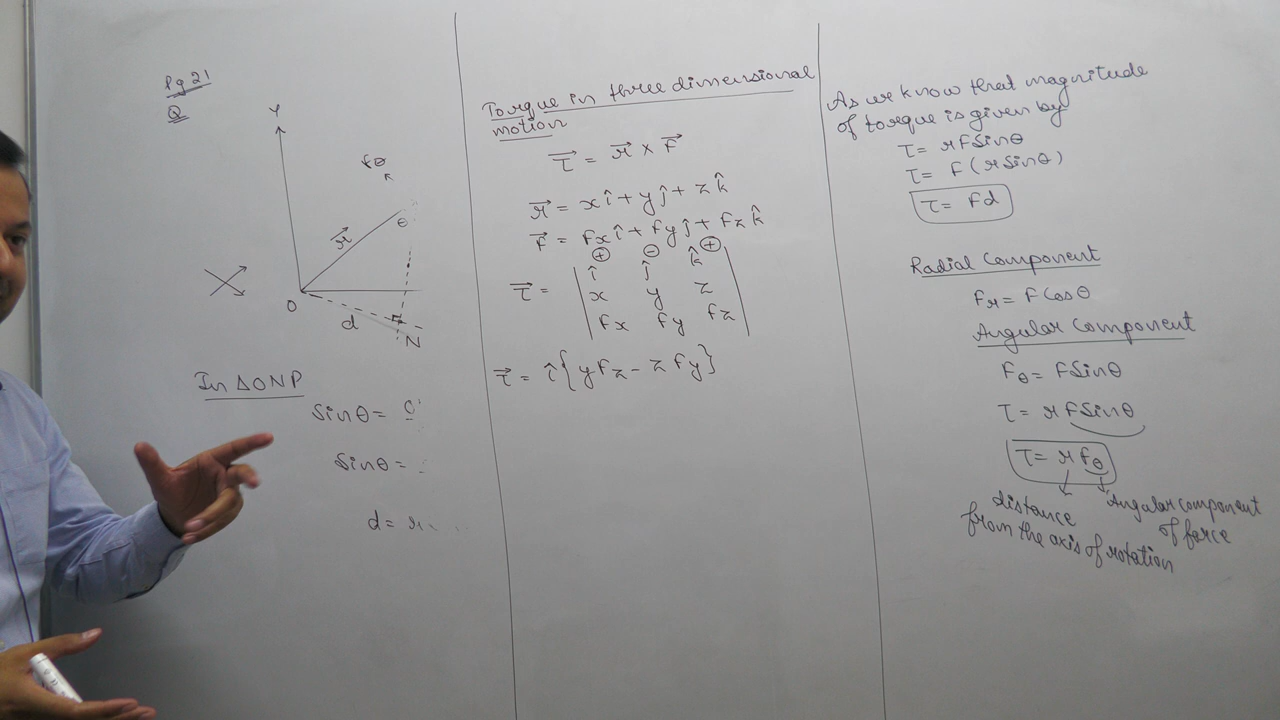 Pg 21
Q
Y
fθ
r⃗
θ
O
d
N
In ΔONP
Sinθ =
Sinθ =
d = r
Torque in three dimensional
motion
τ⃗ = r⃗ × F⃗
r⃗ = xî + yĵ + zk̂
F⃗ = Fxî + Fyĵ + Fzk̂
⊕ ⊖ ⊕
î ĵ k̂
τ⃗ = x y z
Fx Fy Fz
τ⃗ = î{yFz - zFy}
As we know that magnitude
of torque is given by
τ = rFSinθ
τ = F(rSinθ)
τ = Fd
Radial Component
Fr = FCosθ
Angular Component
Fθ = FSinθ
τ = rFSinθ
τ = rFθ
distance
from the axis of rotation
Angular component
of force